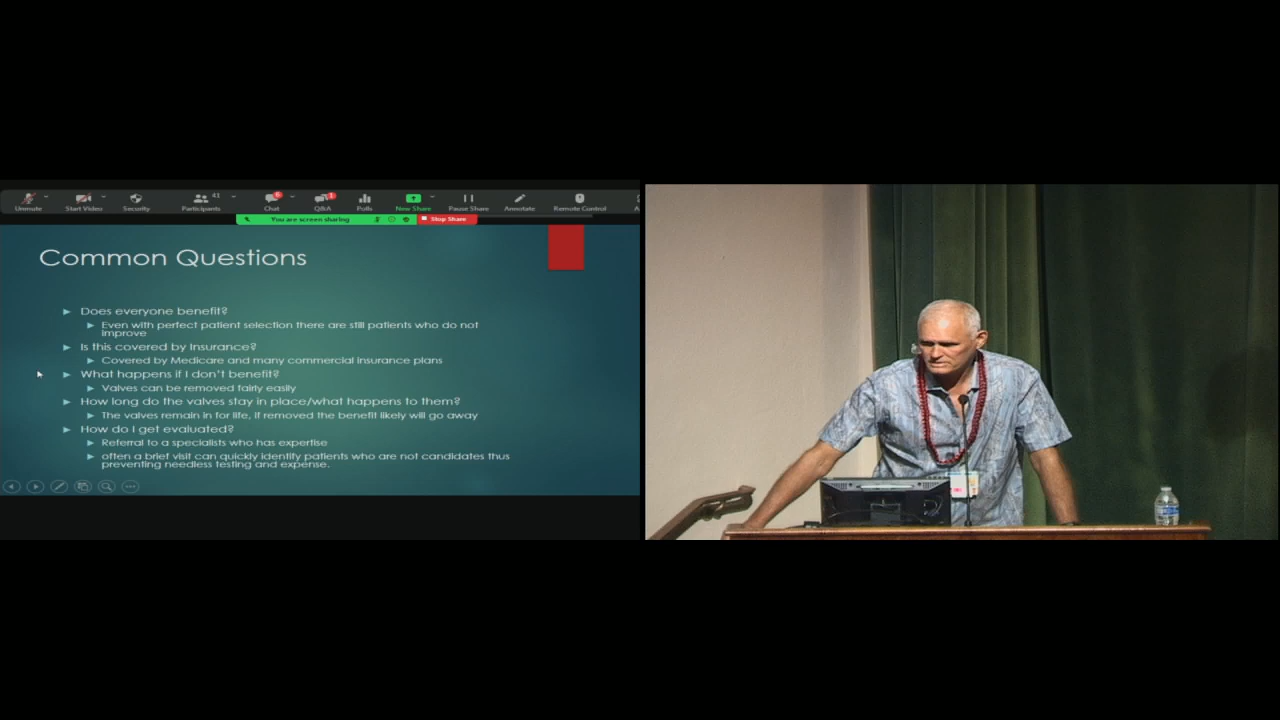 41
6
1
Unmute
Start Video
Security
Participants
Chat
Q&A
Polls
New Share
Pause Share
Annotate
Remote Control
You are screen sharing
Stop Share
Common Questions
Does everyone benefit?
Even with perfect patient selection there are still patients who do not
improve
Is this covered by Insurance?
Covered by Medicare and many commercial insurance plans
What happens if I don't benefit?
Valves can be removed fairly easily
How long do the valves stay in place/what happens to them?
The valves remain in for life, if removed the benefit likely will go away
How do I get evaluated?
Referral to a specialists who has expertise
often a brief visit can quickly identify patients who are not candidates thus
preventing needless testing and expense.